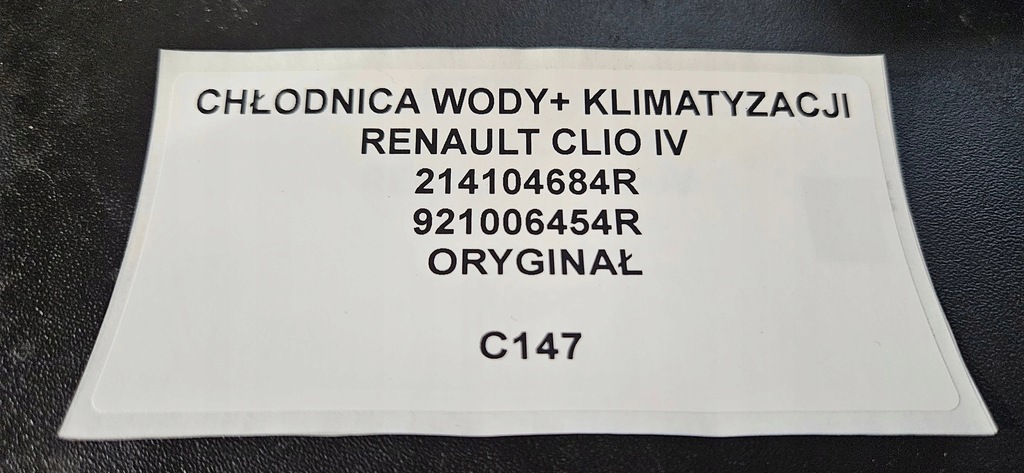 CHŁODNICA WODY+ KLIMATYZACJI
RENAULT CLIO IV
214104684R
921006454R
ORYGINAŁ
C147